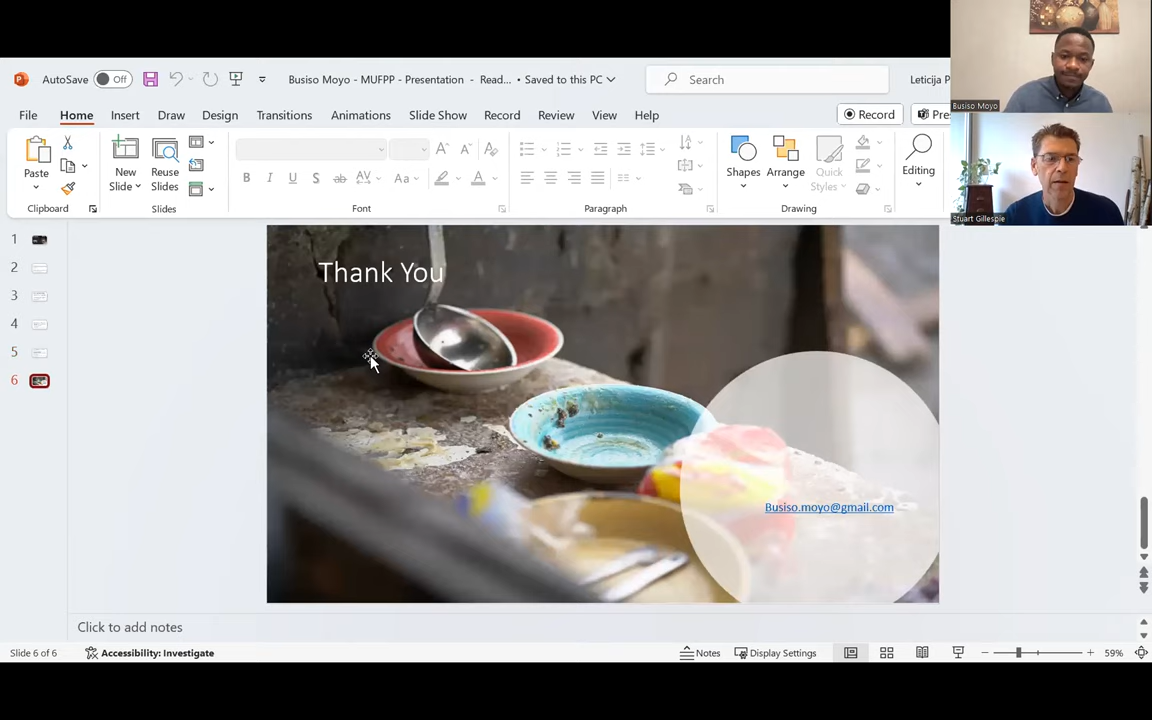 AutoSave Off
Busiso Moyo - MUFPP - Presentation - Read... • Saved to this PC
Search
Leticija P
Busiso Moyo
File Home Insert Draw Design Transitions Animations Slide Show Record Review View Help
Record
Pres
Paste
New Slide
Reuse Slides
Shapes
Arrange
Quick Styles
Editing
Clipboard
Slides
Font
Paragraph
Drawing
Stuart Gillespie
1
2
3
4
5
6
Thank You
Busiso.moyo@gmail.com
Click to add notes
Slide 6 of 6
Accessibility: Investigate
Notes
Display Settings
59%